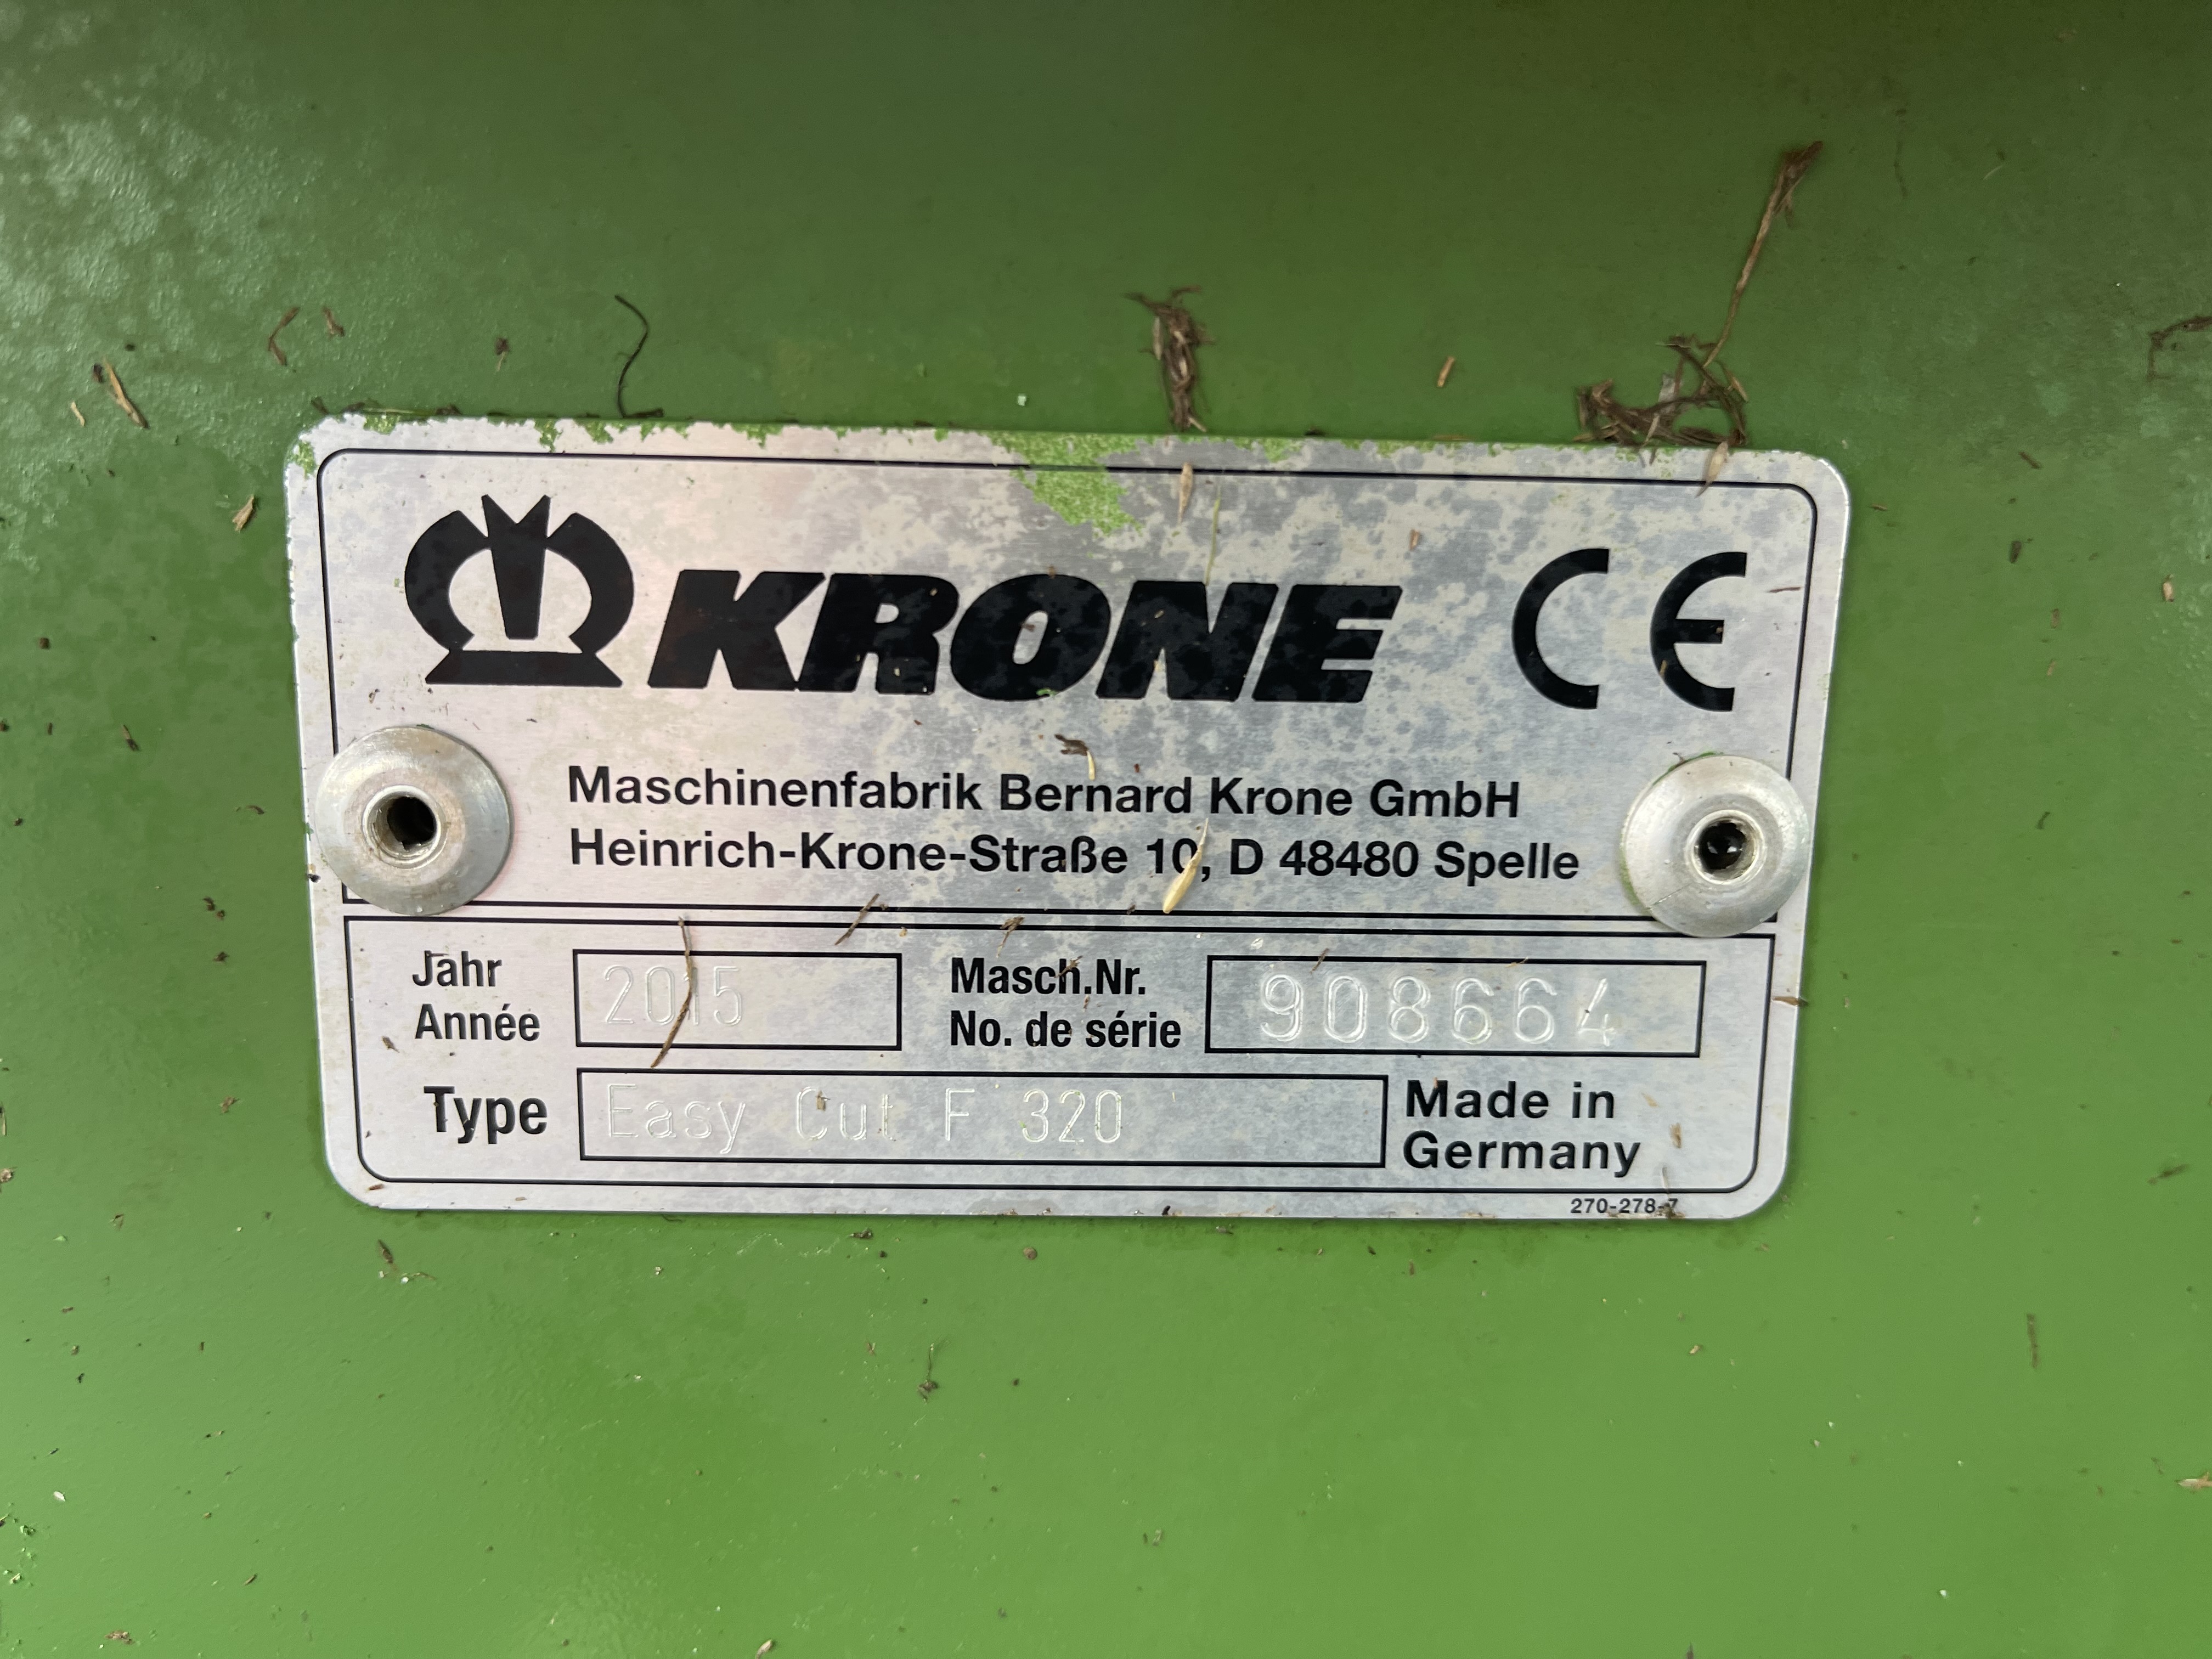 KRONE CE
Maschinenfabrik Bernard Krone GmbH
Heinrich-Krone-Straße 10, D 48480 Spelle
Jahr
Année
2015
Masch.Nr.
No. de série
908664
Type
Easy Cut F 320
Made in
Germany
270-278-7